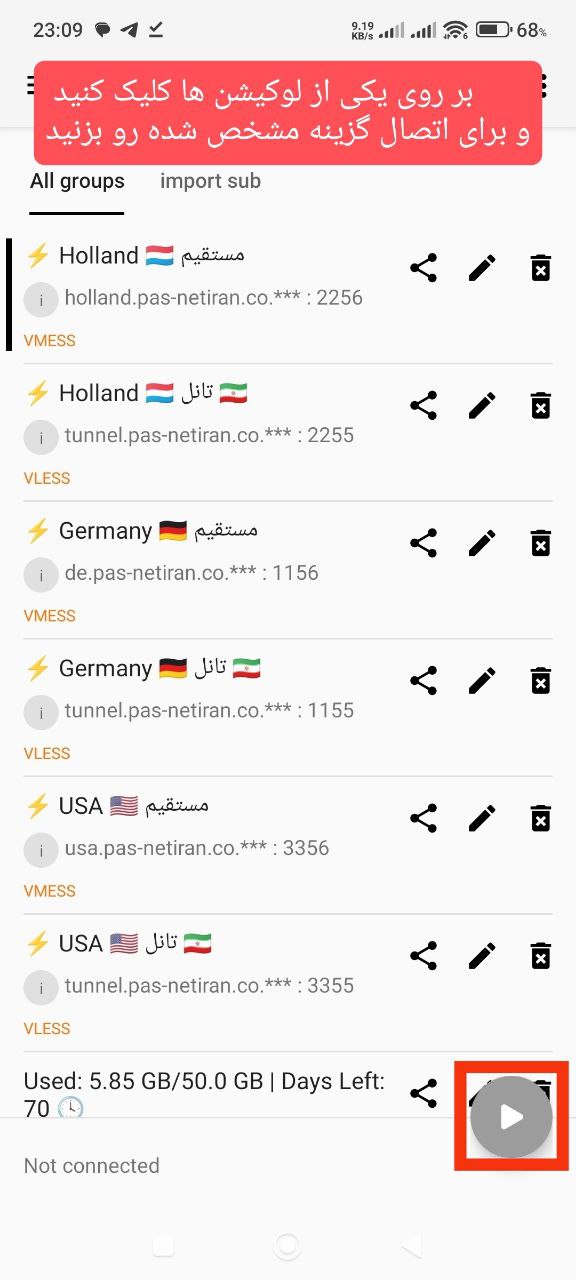 23:09 9.19 KB/s 6 68%
بر روی یکی از لوکیشن ها کلیک کنید
و برای اتصال گزینه مشخص شده رو بزنید
All groups import sub
⚡ Holland 🇱🇺 مستقیم
i holland.pas-netiran.co.*** : 2256
VMESS
⚡ Holland 🇱🇺 تانل 🇮🇷
i tunnel.pas-netiran.co.*** : 2255
VLESS
⚡ Germany 🇩🇪 مستقیم
i de.pas-netiran.co.*** : 1156
VMESS
⚡ Germany 🇩🇪 تانل 🇮🇷
i tunnel.pas-netiran.co.*** : 1155
VLESS
⚡ USA 🇺🇸 مستقیم
i usa.pas-netiran.co.*** : 3356
VMESS
⚡ USA 🇺🇸 تانل 🇮🇷
i tunnel.pas-netiran.co.*** : 3355
VLESS
Used: 5.85 GB/50.0 GB | Days Left:
70 🕓
Not connected